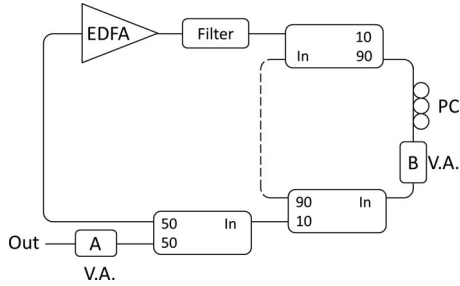 EDFA
Filter
10
In 90
PC
B V.A.
90 In
10
50 In
50
Out A
V.A.